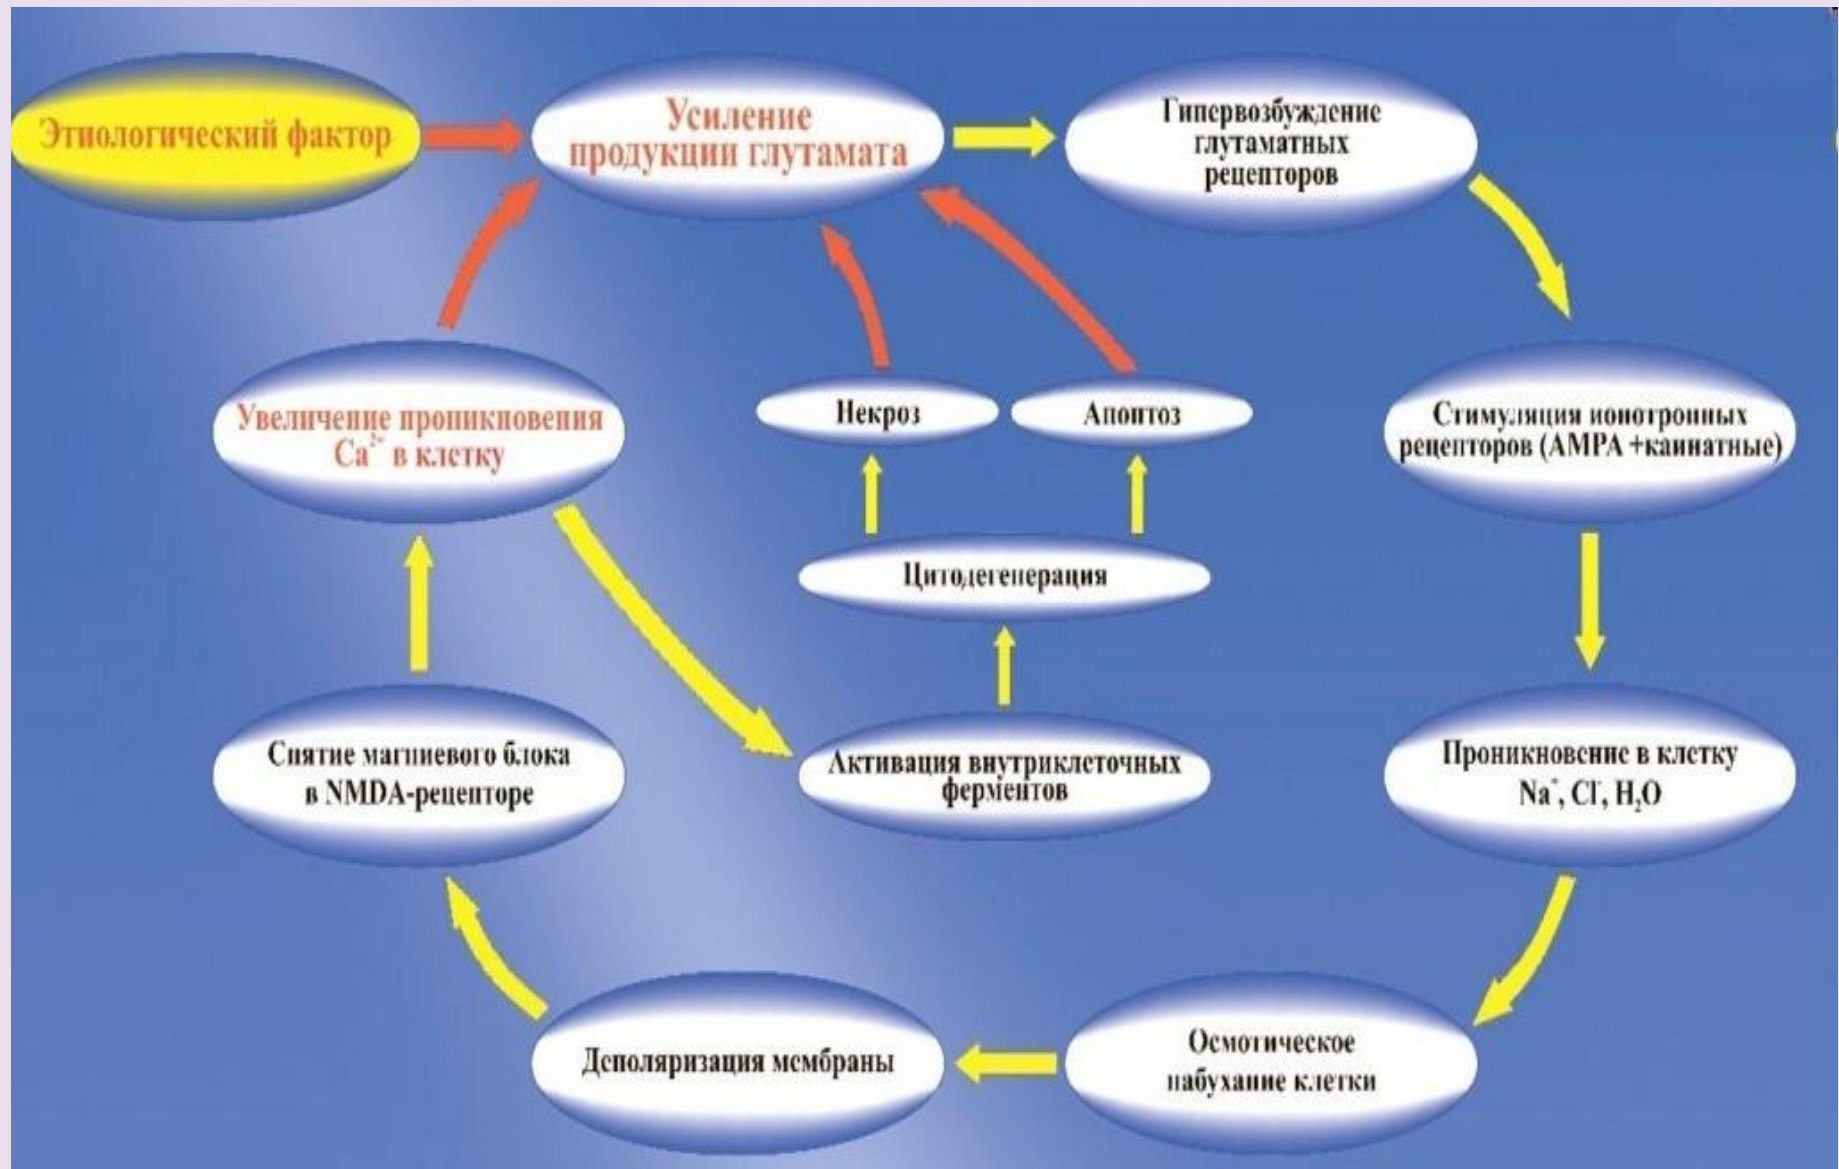 Этиологический фактор
Усиление
продукции глутамата
Гипервозбуждение
глутаматных
рецепторов
Увеличение проникновения
Ca²⁺ в клетку
Некроз
Апоптоз
Стимуляция ионотропных
рецепторов (AMPA +каинатные)
Цитодегенерация
Снятие магниевого блока
в NMDA-рецепторе
Активация внутриклеточных
ферментов
Проникновение в клетку
Na⁺, Cl⁻, H₂O
Деполяризация мембраны
Осмотическое
набухание клетки